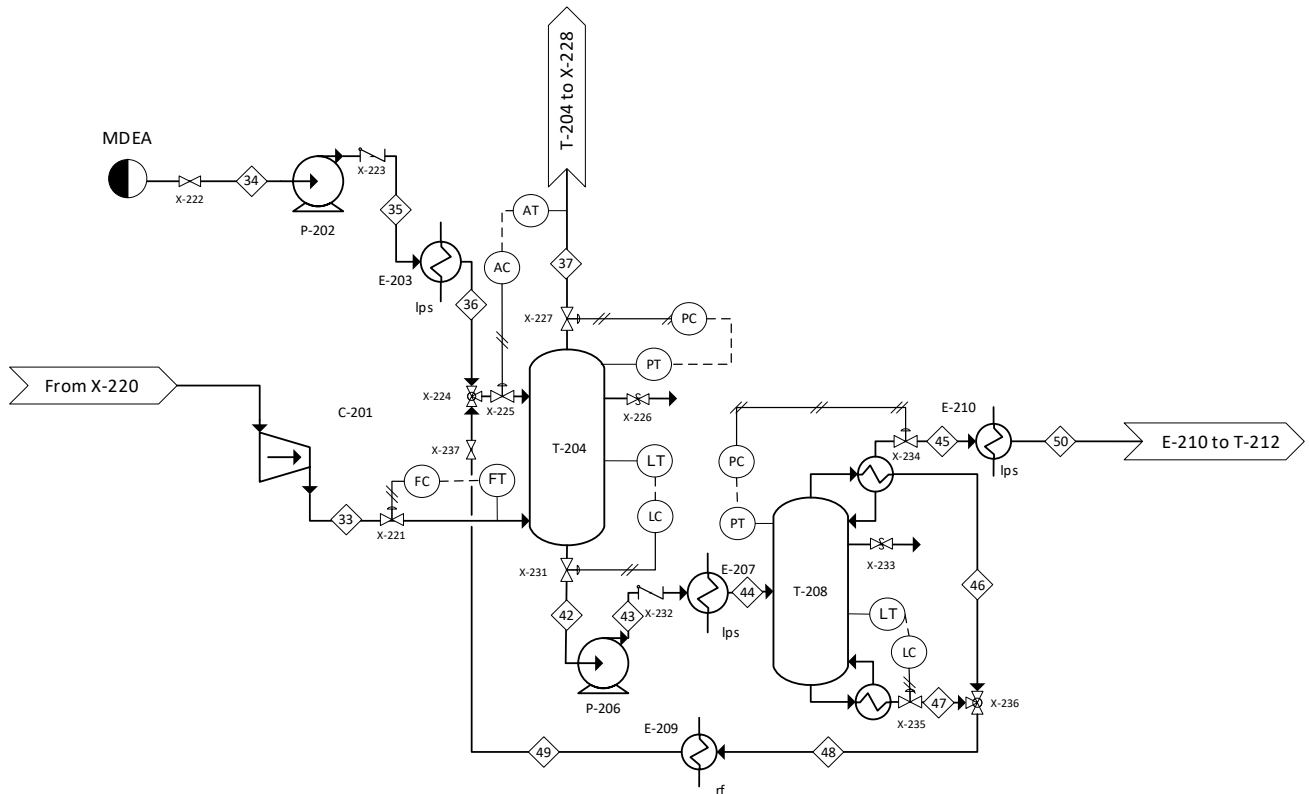 T-204 to X-228
MDEA
X-222
34
P-202
X-223
35
E-203
lps
36
AT
AC
37
X-227
PC
PT
From X-220
C-201
X-224
X-225
X-226
T-204
X-237
FC
FT
LT
LC
33
X-221
X-231
42
43
X-232
P-206
E-207
lps
44
PC
PT
T-208
X-234
45
E-210
lps
50
E-210 to T-212
X-233
46
LT
LC
X-235
47
X-236
49
E-209
rf
48